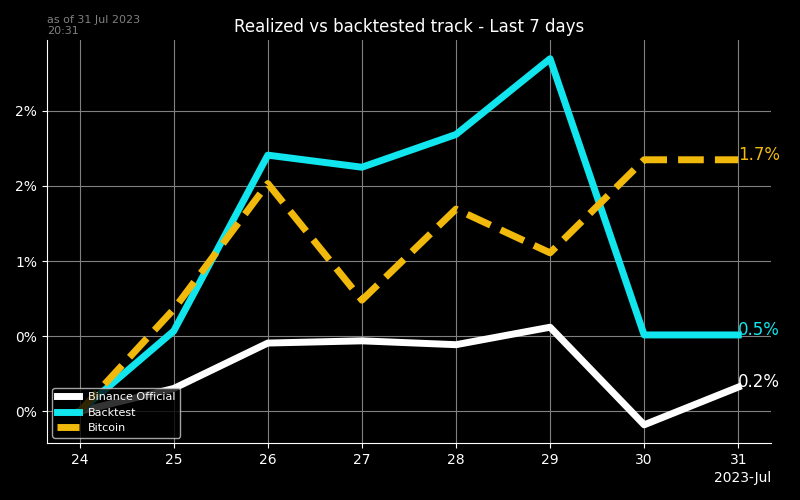 as of 31 Jul 2023
20:31
Realized vs backtested track - Last 7 days
2%
2%
1%
0%
0%
1.7%
0.5%
0.2%
Binance Official
Backtest
Bitcoin
24 25 26 27 28 29 30 31
2023-Jul